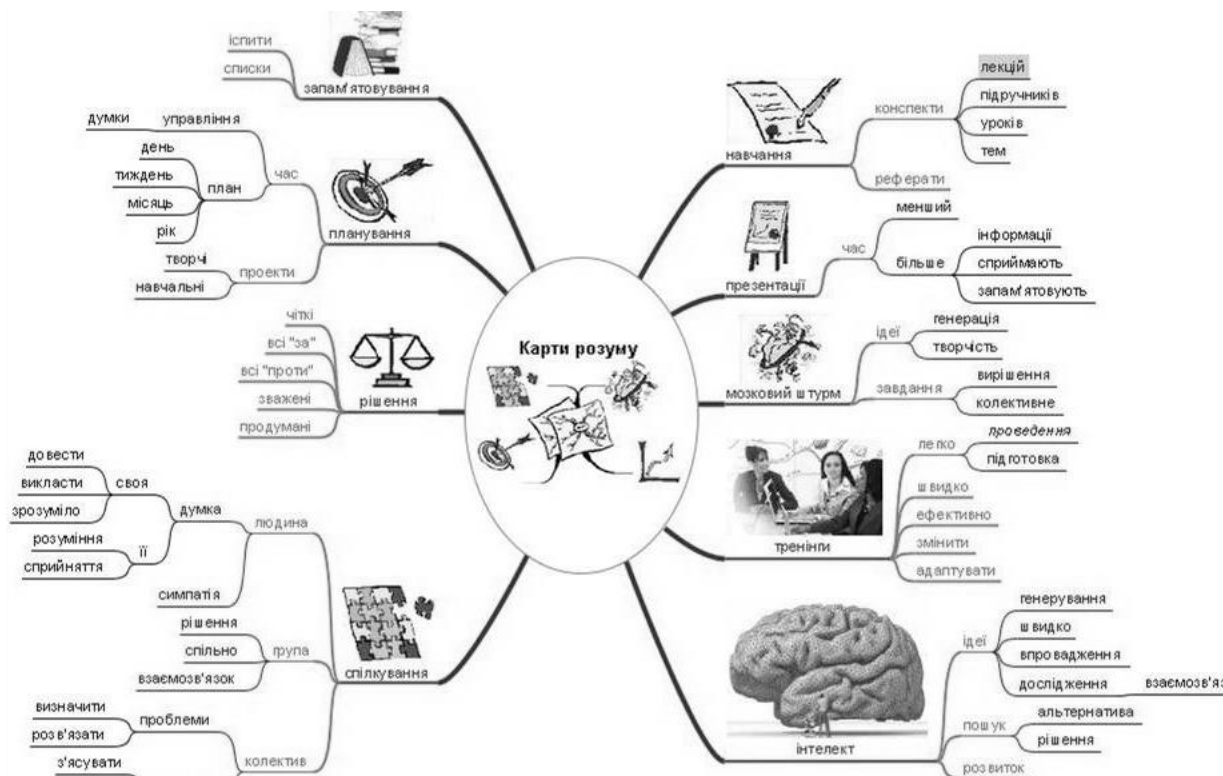 іспити
списки
запам'ятовування
думки
управління
день
тиждень
місяць
рік
план
час
творчі
навчальні
проекти
планування
чіткі
всі "за"
всі "проти"
зважені
продумані
рішення
довести
викласти
зрозуміло
своя
розуміння
сприйняття
її
думка
симпатія
людина
рішення
спільно
взаємозв'язок
група
визначити
розв'язати
проблеми
з'ясувати
колектив
спілкування
Карти розуму
навчання
конспекти
лекцій
підручників
уроків
тем
реферати
презентації
час
менший
більше
інформації
сприймають
запам'ятовують
мозковий штурм
ідеї
генерація
творчість
завдання
вирішення
колективне
тренінги
легко
проведення
підготовка
швидко
ефективно
змінити
адаптувати
інтелект
ідеї
генерування
швидко
впровадження
дослідження
взаємозв'яз
пошук
альтернатива
рішення
розвиток